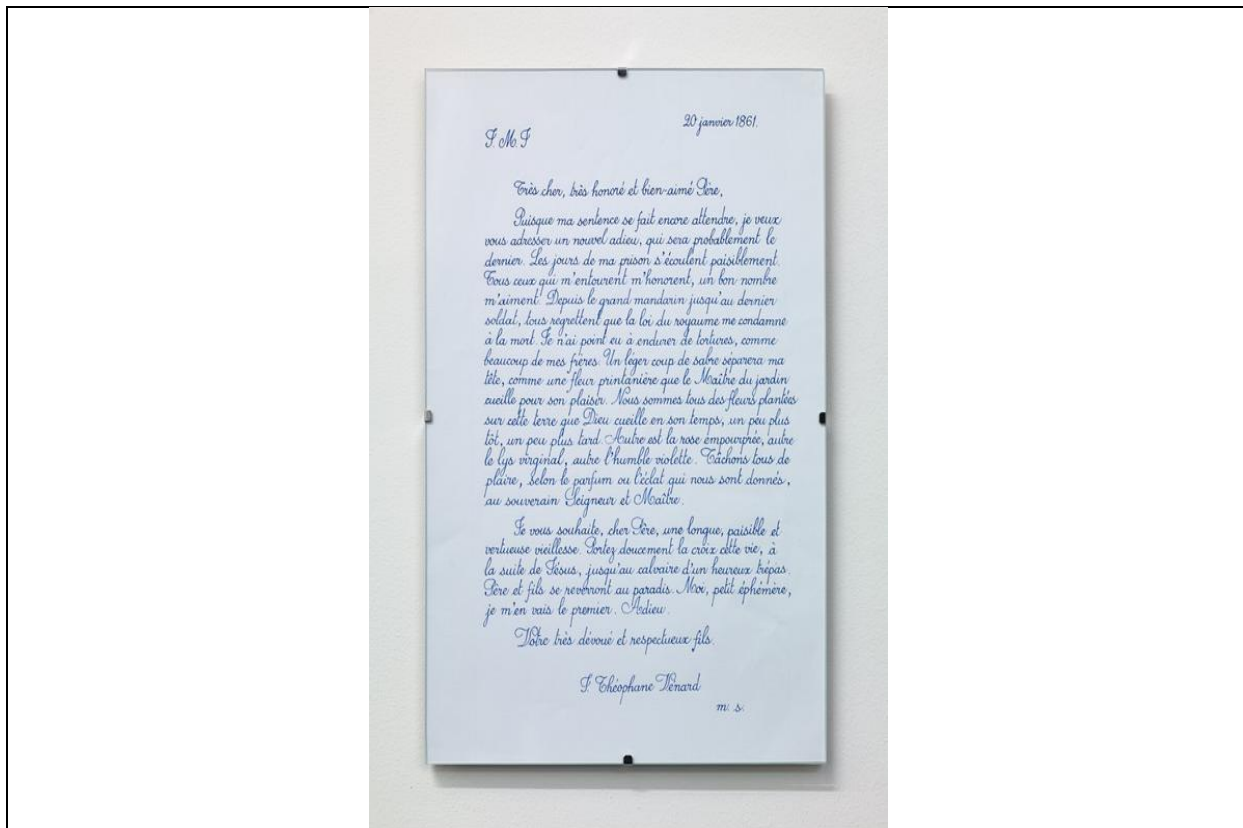 20 janvier 1861.
J. M. J
Très cher, très honoré et bien-aimé Père,
Puisque ma sentence se fait encore attendre, je veux
vous adresser un nouvel adieu, qui sera probablement le
dernier. Les jours de ma prison s'écoulent paisiblement.
Tous ceux qui m'entourent m'honorent, un bon nombre
m'aiment. Depuis le grand mandarin jusqu'au dernier
soldat, tous regrettent que la loi du royaume me condamne
à la mort. Je n'ai point eu à endurer de tortures, comme
beaucoup de mes frères. Un léger coup de sabre séparera ma
tête, comme une fleur printanière que le Maître du jardin
cueille pour son plaisir. Nous sommes tous des fleurs plantées
sur cette terre que Dieu cueille en son temps, un peu plus
tôt, un peu plus tard. Autre est la rose empourprée, autre
le lys virginal, autre l'humble violette. Tâchons tous de
plaire, selon le parfum ou l'éclat qui nous sont donnés,
au souverain Seigneur et Maître.
Je vous souhaite, cher Père, une longue, paisible et
vertueuse vieillesse. Portez doucement la croix cette vie, à
la suite de Jésus, jusqu'au calvaire d'un heureux trépas.
Père et fils se reverront au paradis. Moi, petit éphémère,
je m'en vais le premier. Adieu.
Votre très dévoué et respectueux fils.
J. Théophane Vénard
m. s.